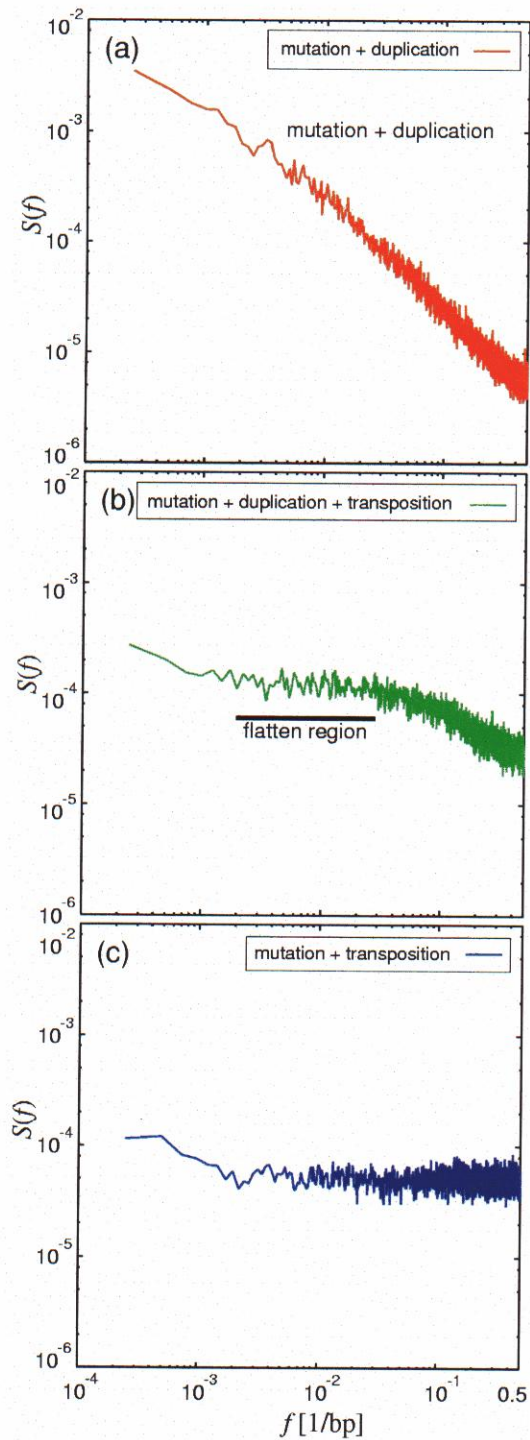 10⁻²
(a)
mutation + duplication
mutation + duplication
10⁻³
S(f)
10⁻⁴
10⁻⁵
10⁻⁶
10⁻²
(b)
mutation + duplication + transposition
10⁻³
S(f)
10⁻⁴
flatten region
10⁻⁵
10⁻⁶
10⁻²
(c)
mutation + transposition
10⁻³
S(f)
10⁻⁴
10⁻⁵
10⁻⁶
10⁻⁴ 10⁻³ 10⁻² 10⁻¹ 0.5
f [1/bp]